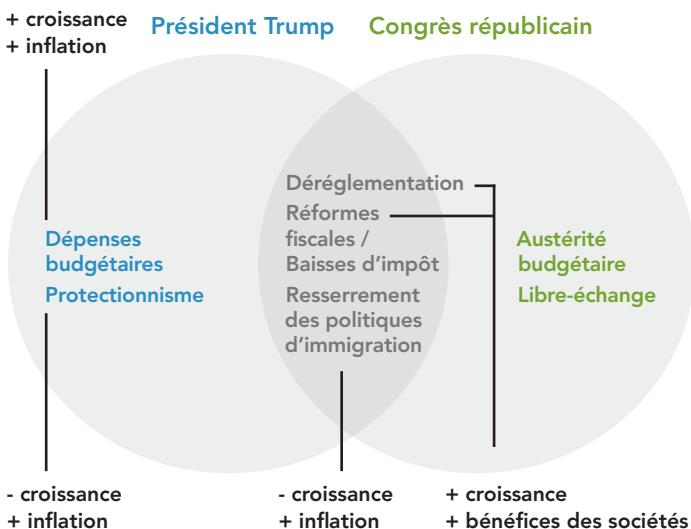 + croissance
+ inflation
Président Trump
Congrès républicain
Déréglementation
Réformes
fiscales /
Baisses d'impôt
Resserrement
des politiques
d'immigration
Dépenses
budgétaires
Protectionnisme
Austérité
budgétaire
Libre-échange
- croissance
+ inflation
- croissance
+ inflation
+ croissance
+ bénéfices des sociétés